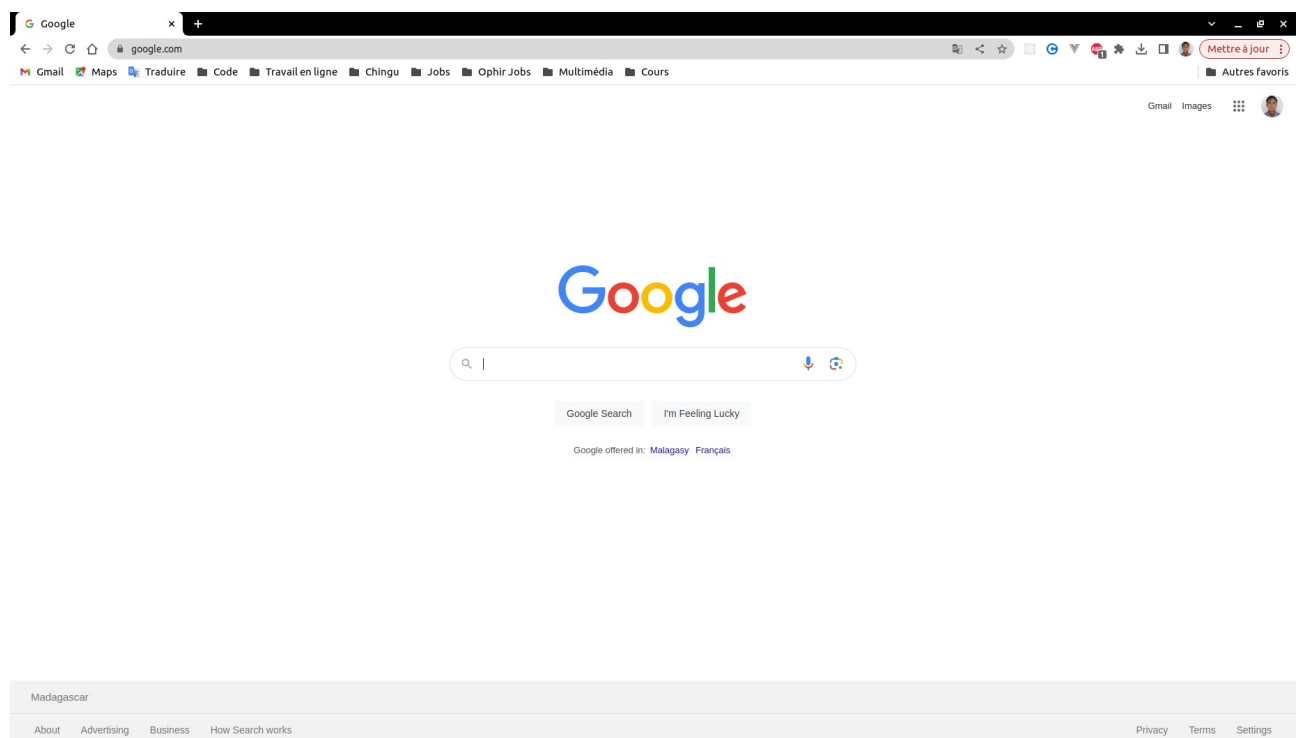 Google
google.com Mettre à jour
Gmail Maps Traduire Code Travail en ligne Chingu Jobs Ophir Jobs Multimédia Cours Autres favoris
Gmail Images
Google
Google Search I'm Feeling Lucky
Google offered in: Malagasy Français
Madagascar
About Advertising Business How Search works Privacy Terms Settings